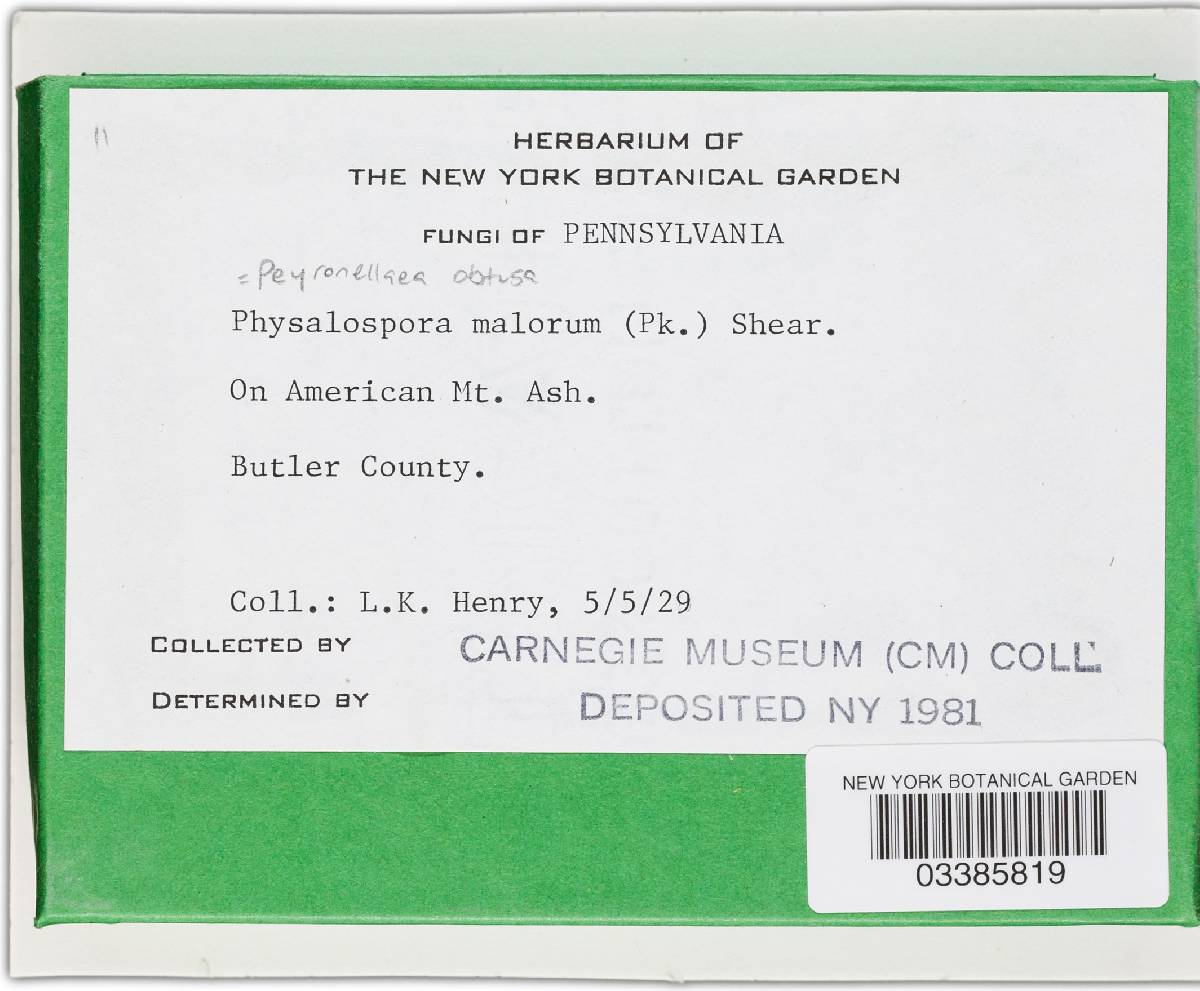 11
HERBARIUM OF
THE NEW YORK BOTANICAL GARDEN
FUNGI OF PENNSYLVANIA
= Peyronellaea obtusa
Physalospora malorum (Pk.) Shear.
On American Mt. Ash.
Butler County.
Coll.: L.K. Henry, 5/5/29
COLLECTED BY
CARNEGIE MUSEUM (CM) COLL.
DETERMINED BY
DEPOSITED NY 1981
NEW YORK BOTANICAL GARDEN
03385819